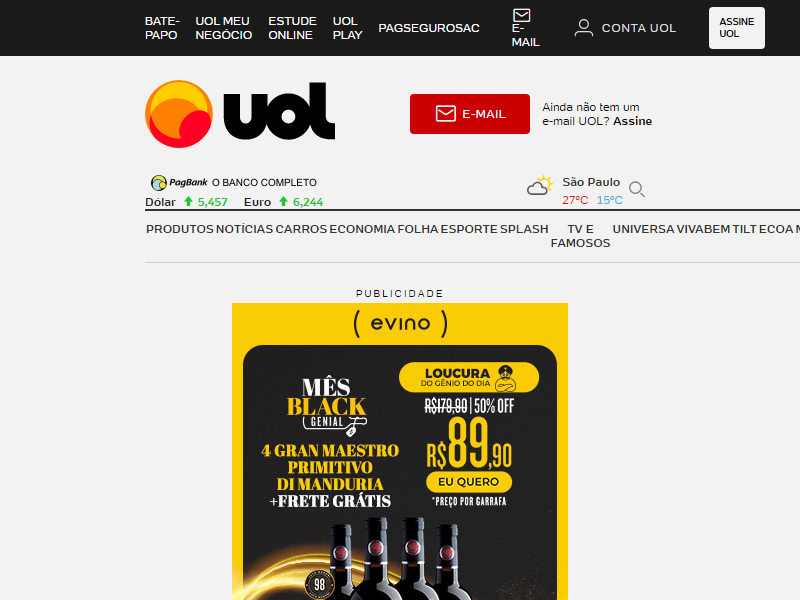 BATE-PAPO
UOL MEU NEGÓCIO
ESTUDE ONLINE
UOL PLAY
PAGSEGURO
SAC
E-MAIL
CONTA UOL
ASSINE UOL
uol
E-MAIL
Ainda não tem um
e-mail UOL? Assine
PagBank O BANCO COMPLETO
Dólar 5,457 Euro 6,244
São Paulo
27°C 15°C
PRODUTOS NOTÍCIAS CARROS ECONOMIA FOLHA ESPORTE SPLASH TV E FAMOSOS UNIVERSA VIVABEM TILT ECOA M
PUBLICIDADE
( evino )
MÊS
BLACK
GENIAL
4 GRAN MAESTRO
PRIMITIVO
DI MANDURIA
+FRETE GRÁTIS
LOUCURA
DO GÊNIO DO DIA
R$179,90 | 50% OFF
R$89,90
EU QUERO
*PREÇO POR GARRAFA
98